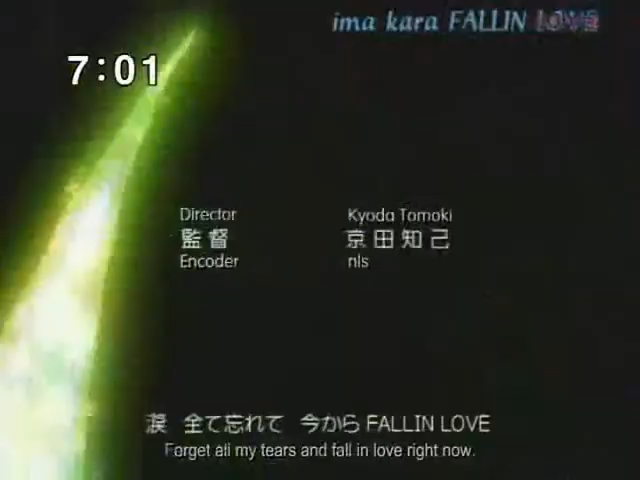 ima kara FALLIN LOVE
7:01
Director Kyoda Tomoki
監督 京田知己
Encoder nls
涙 全て忘れて 今から FALLIN LOVE
Forget all my tears and fall in love right now.